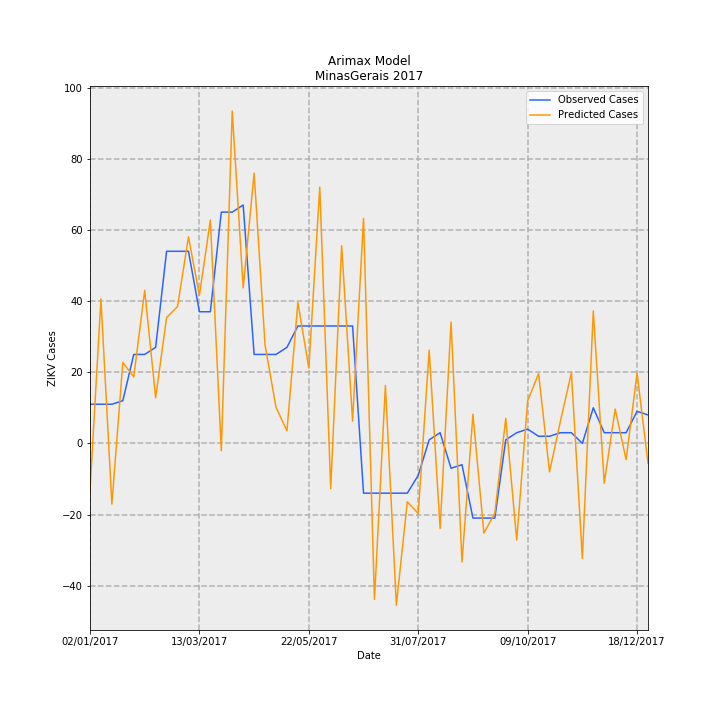 Arimax Model
MinasGerais 2017
Observed Cases
Predicted Cases
ZIKV Cases
100
80
60
40
20
0
−20
−40
02/01/2017 13/03/2017 22/05/2017 31/07/2017 09/10/2017 18/12/2017
Date